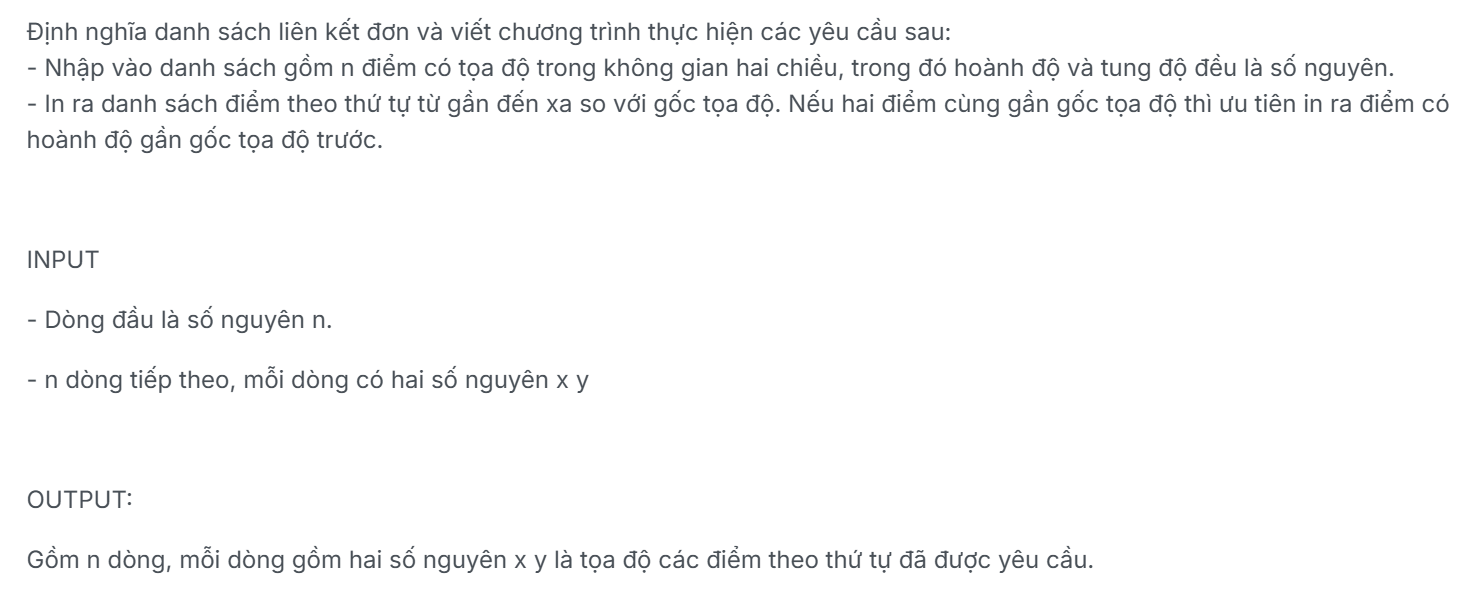 Định nghĩa danh sách liên kết đơn và viết chương trình thực hiện các yêu cầu sau:
- Nhập vào danh sách gồm n điểm có tọa độ trong không gian hai chiều, trong đó hoành độ và tung độ đều là số nguyên.
- In ra danh sách điểm theo thứ tự từ gần đến xa so với gốc tọa độ. Nếu hai điểm cùng gần gốc tọa độ thì ưu tiên in ra điểm có
hoành độ gần gốc tọa độ trước.
INPUT
- Dòng đầu là số nguyên n.
- n dòng tiếp theo, mỗi dòng có hai số nguyên x y
OUTPUT:
Gồm n dòng, mỗi dòng gồm hai số nguyên x y là tọa độ các điểm theo thứ tự đã được yêu cầu.